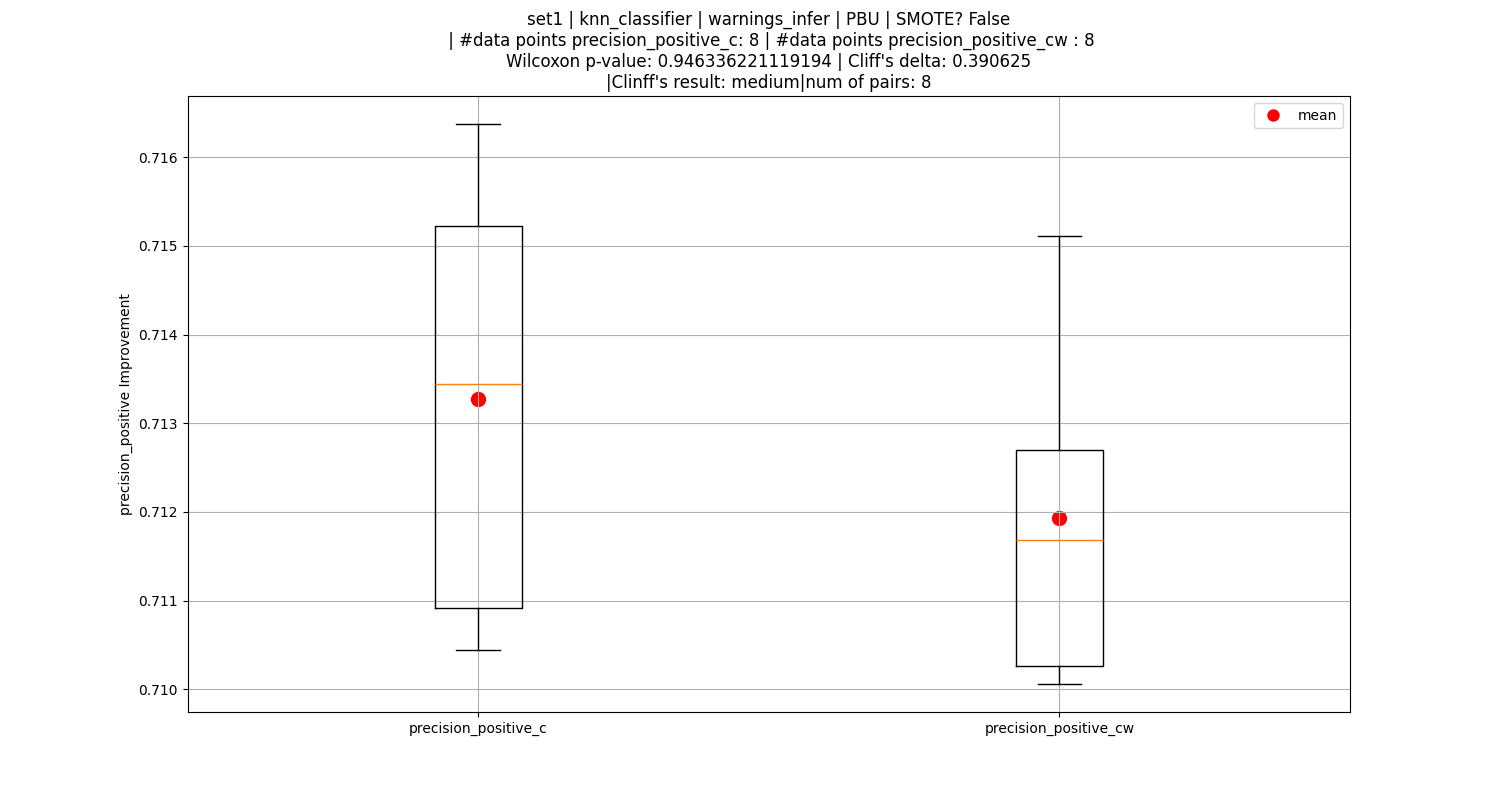 set1 | knn_classifier | warnings_infer | PBU | SMOTE? False
| #data points precision_positive_c: 8 | #data points precision_positive_cw : 8
Wilcoxon p-value: 0.946336221119194 | Cliff's delta: 0.390625
|Clinff's result: medium|num of pairs: 8
mean
0.716
0.715
0.714
0.713
0.712
0.711
0.710
precision_positive Improvement
precision_positive_c
precision_positive_cw